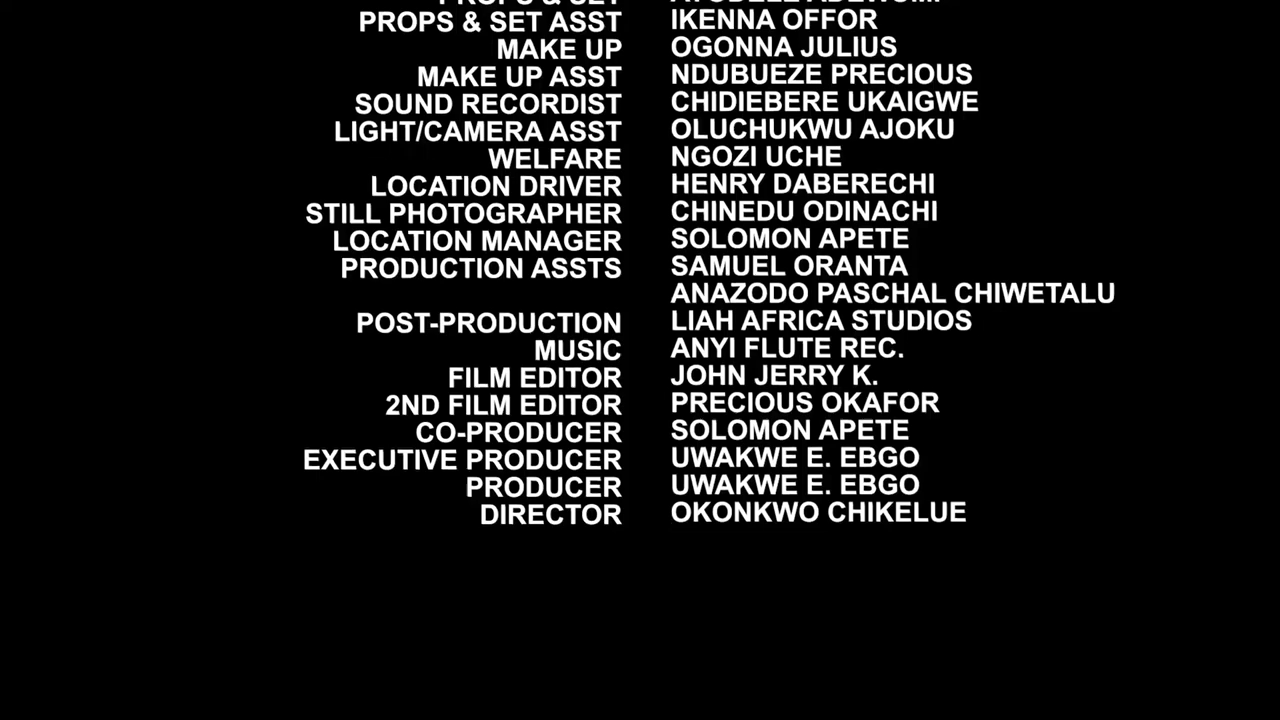 PROPS & SET
PROPS & SET ASST IKENNA OFFOR
MAKE UP OGONNA JULIUS
MAKE UP ASST NDUBUEZE PRECIOUS
SOUND RECORDIST CHIDIEBERE UKAIGWE
LIGHT/CAMERA ASST OLUCHUKWU AJOKU
WELFARE NGOZI UCHE
LOCATION DRIVER HENRY DABERECHI
STILL PHOTOGRAPHER CHINEDU ODINACHI
LOCATION MANAGER SOLOMON APETE
PRODUCTION ASSTS SAMUEL ORANTA
ANAZODO PASCHAL CHIWETALU
POST-PRODUCTION LIAH AFRICA STUDIOS
MUSIC ANYI FLUTE REC.
FILM EDITOR JOHN JERRY K.
2ND FILM EDITOR PRECIOUS OKAFOR
CO-PRODUCER SOLOMON APETE
EXECUTIVE PRODUCER UWAKWE E. EBGO
PRODUCER UWAKWE E. EBGO
DIRECTOR OKONKWO CHIKELUE